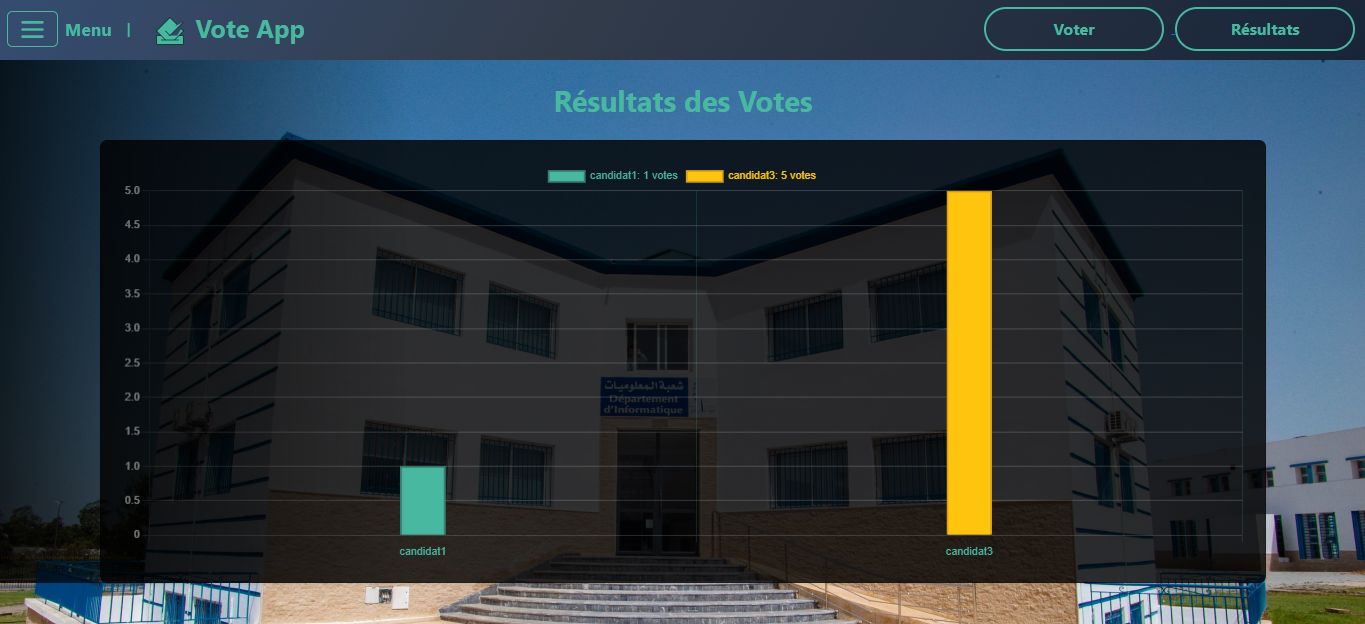 Menu | Vote App
Voter
Résultats
Résultats des Votes
candidat1: 1 votes candidat3: 5 votes
5.0
4.5
4.0
3.5
3.0
2.5
2.0
1.5
1.0
0.5
0
شعبة المعلوميات
Département
d'Informatique
candidat1 candidat3